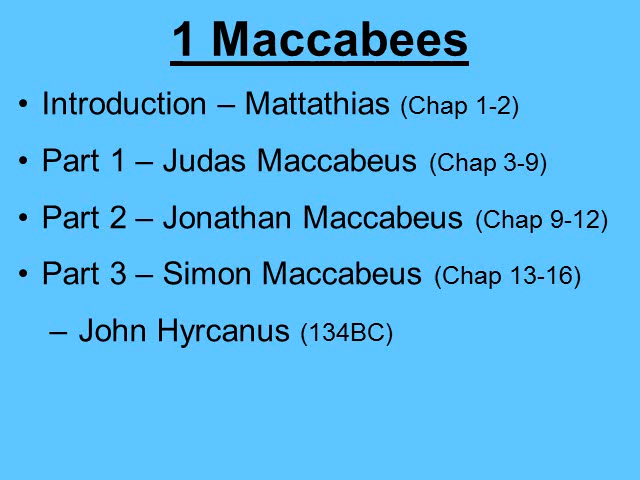 1 Maccabees
• Introduction – Mattathias (Chap 1-2)
• Part 1 – Judas Maccabeus (Chap 3-9)
• Part 2 – Jonathan Maccabeus (Chap 9-12)
• Part 3 – Simon Maccabeus (Chap 13-16)
– John Hyrcanus (134BC)